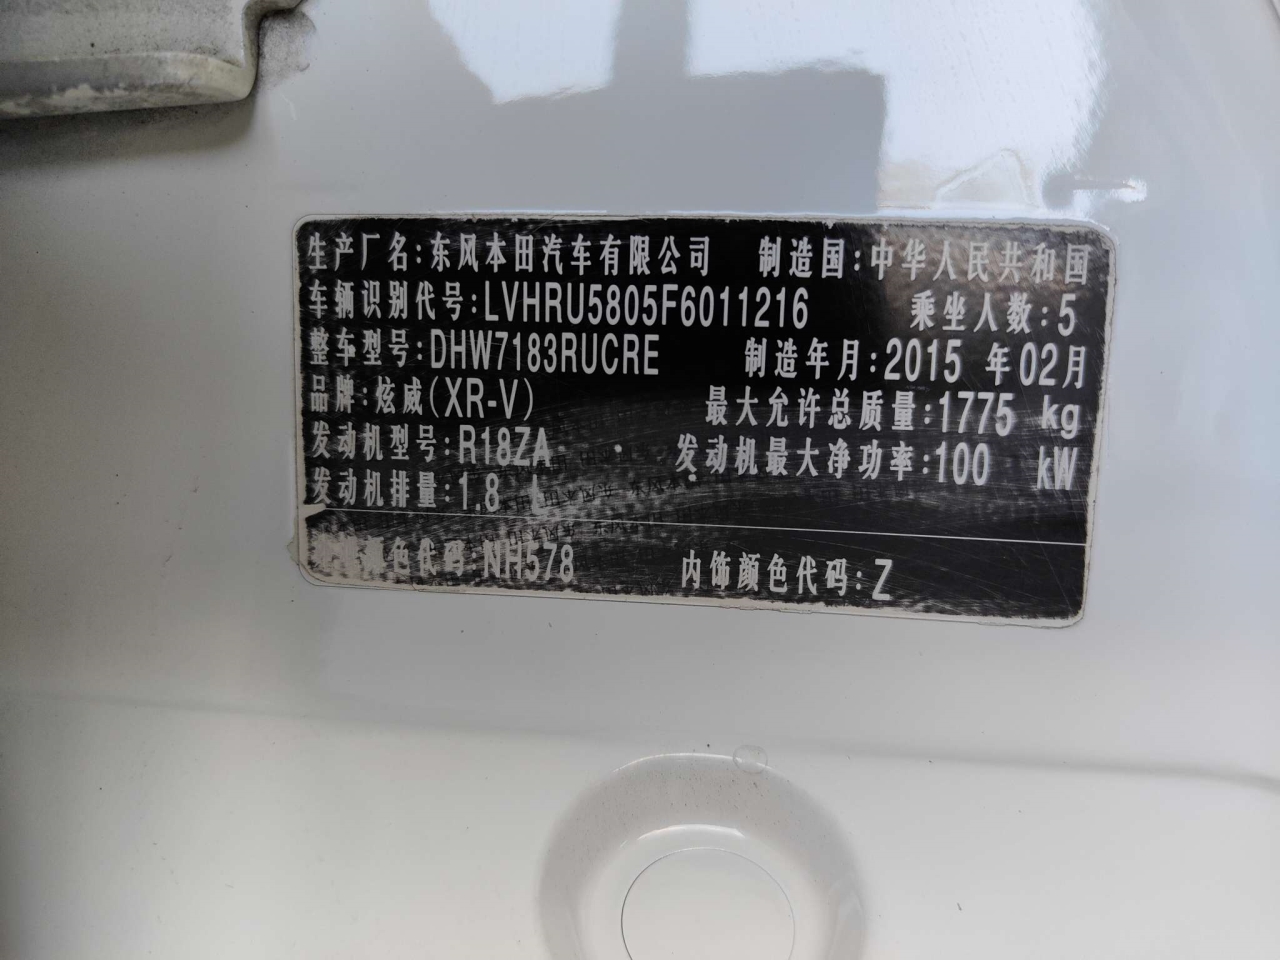 生产厂名:东风本田汽车有限公司 制造国:中华人民共和国
车辆识别代号:LVHRU5805F6011216 乘坐人数:5
整车型号:DHW7183RUCRE 制造年月:2015 年02月
品牌:炫威(XR-V) 最大允许总质量:1775 kg
发动机型号:R18ZA 发动机最大净功率:100 kW
发动机排量:1.8 L
颜色代码:NH578 内饰颜色代码:Z